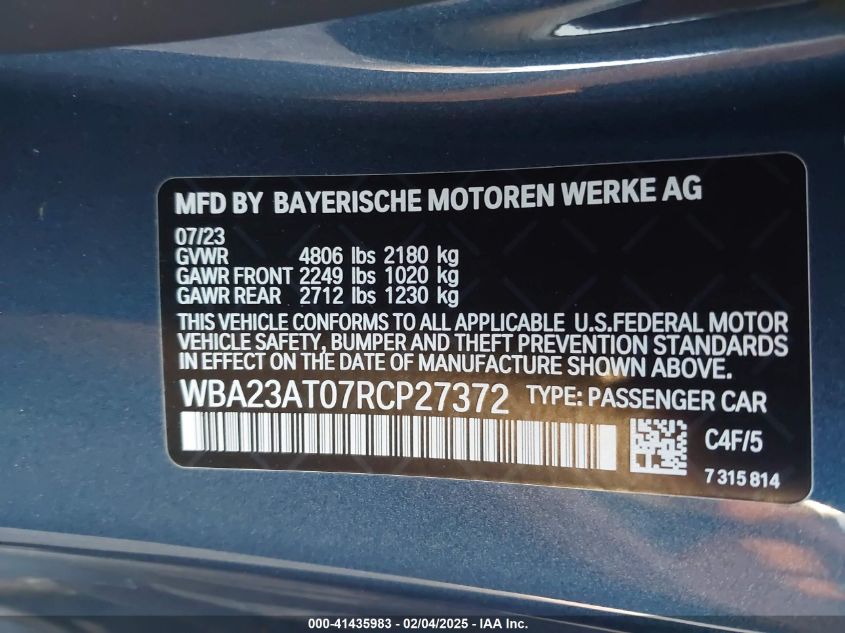 MFD BY BAYERISCHE MOTOREN WERKE AG
07/23
GVWR 4806 lbs 2180 kg
GAWR FRONT 2249 lbs 1020 kg
GAWR REAR 2712 lbs 1230 kg
THIS VEHICLE CONFORMS TO ALL APPLICABLE U.S.FEDERAL MOTOR
VEHICLE SAFETY, BUMPER AND THEFT PREVENTION STANDARDS
IN EFFECT ON THE DATE OF MANUFACTURE SHOWN ABOVE.
WBA23AT07RCP27372 TYPE: PASSENGER CAR
C4F/5
7 315 814
000-41435983 - 02/04/2025 - IAA Inc.